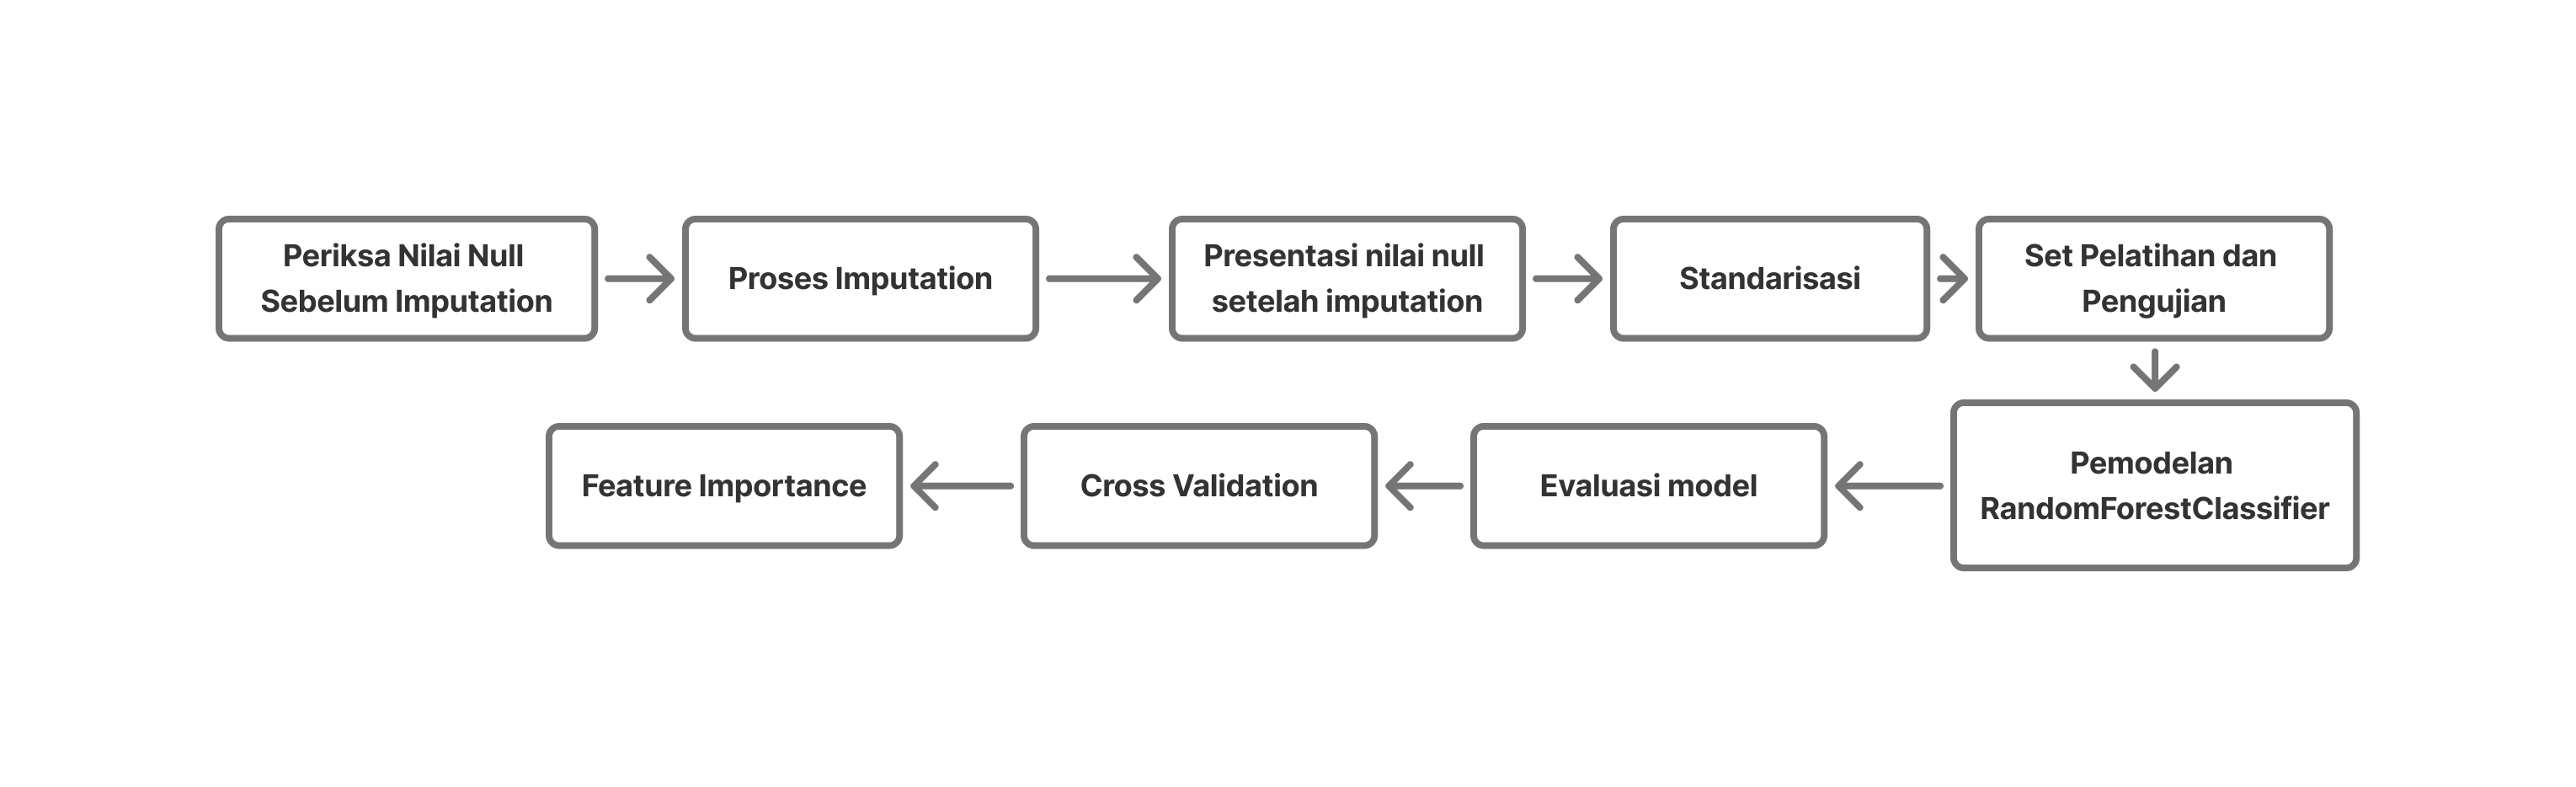 Periksa Nilai Null
Sebelum Imputation
Proses Imputation
Presentasi nilai null
setelah imputation
Standarisasi
Set Pelatihan dan
Pengujian
Pemodelan
RandomForestClassifier
Evaluasi model
Cross Validation
Feature Importance